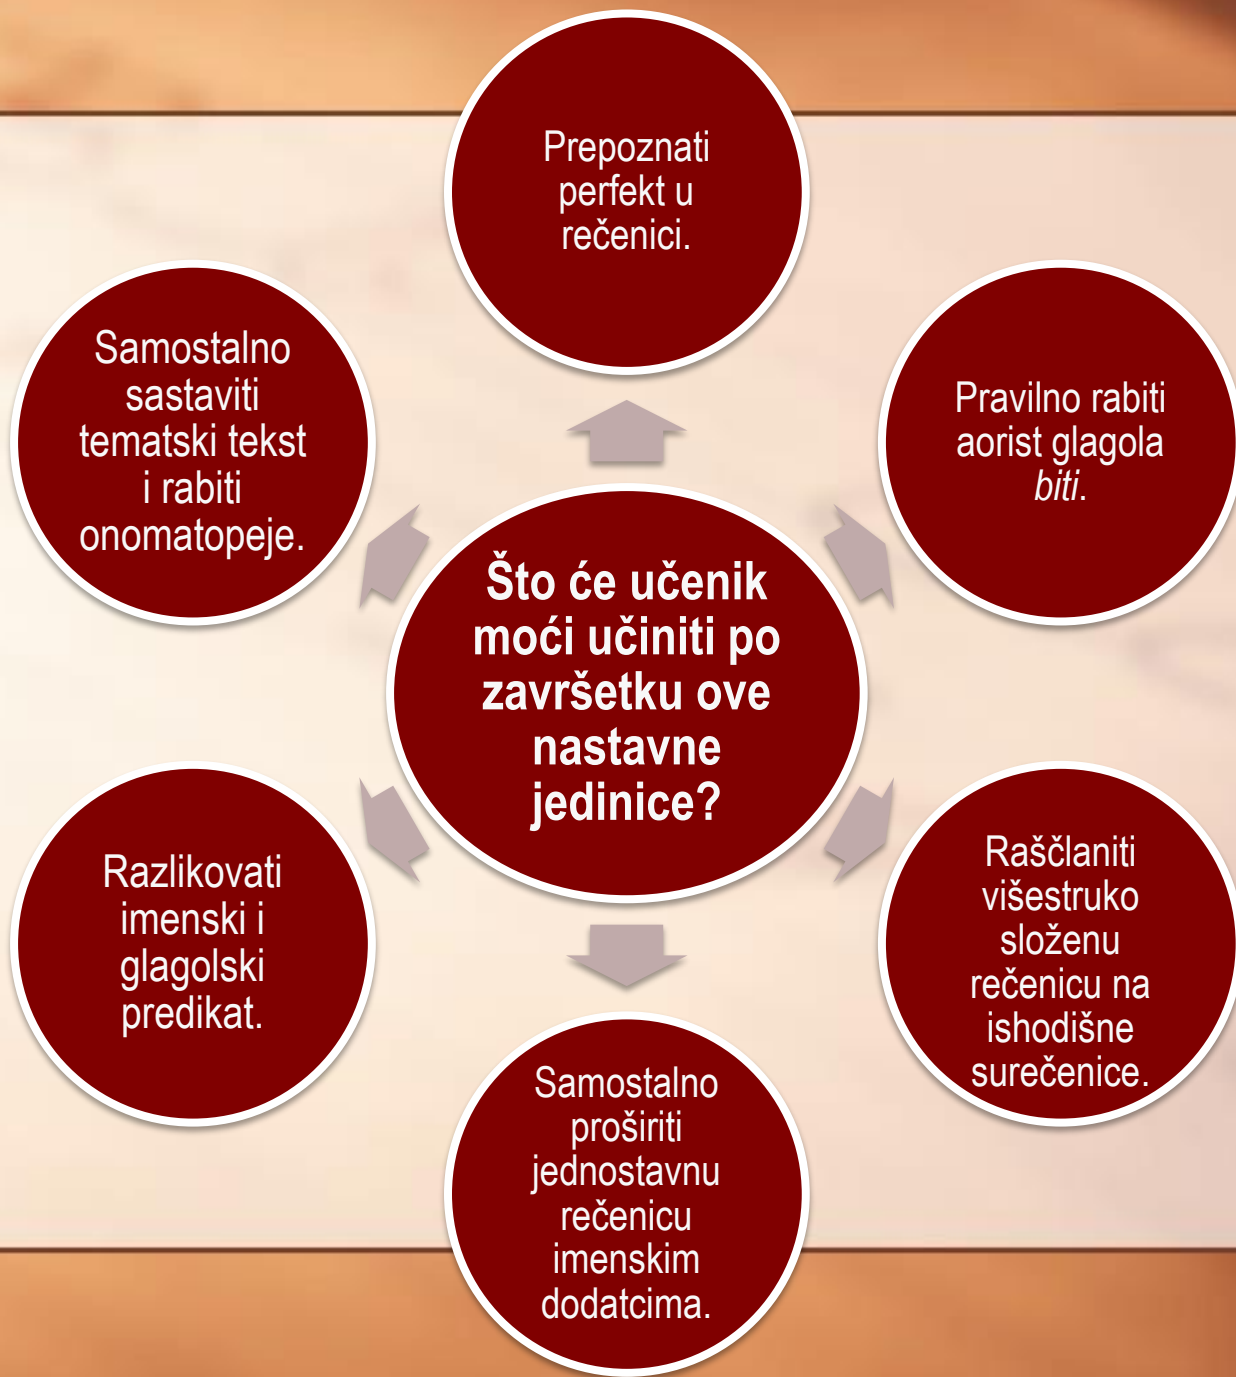 Prepoznati
perfekt u
rečenici.
Pravilno rabiti
aorist glagola
biti.
Raščlaniti
višestruko
složenu
rečenicu na
ishodišne
surečenice.
Samostalno
proširiti
jednostavnu
rečenicu
imenskim
dodatcima.
Razlikovati
imenski i
glagolski
predikat.
Samostalno
sastaviti
tematski tekst
i rabiti
onomatopeje.
Što će učenik
moći učiniti po
završetku ove
nastavne
jedinice?